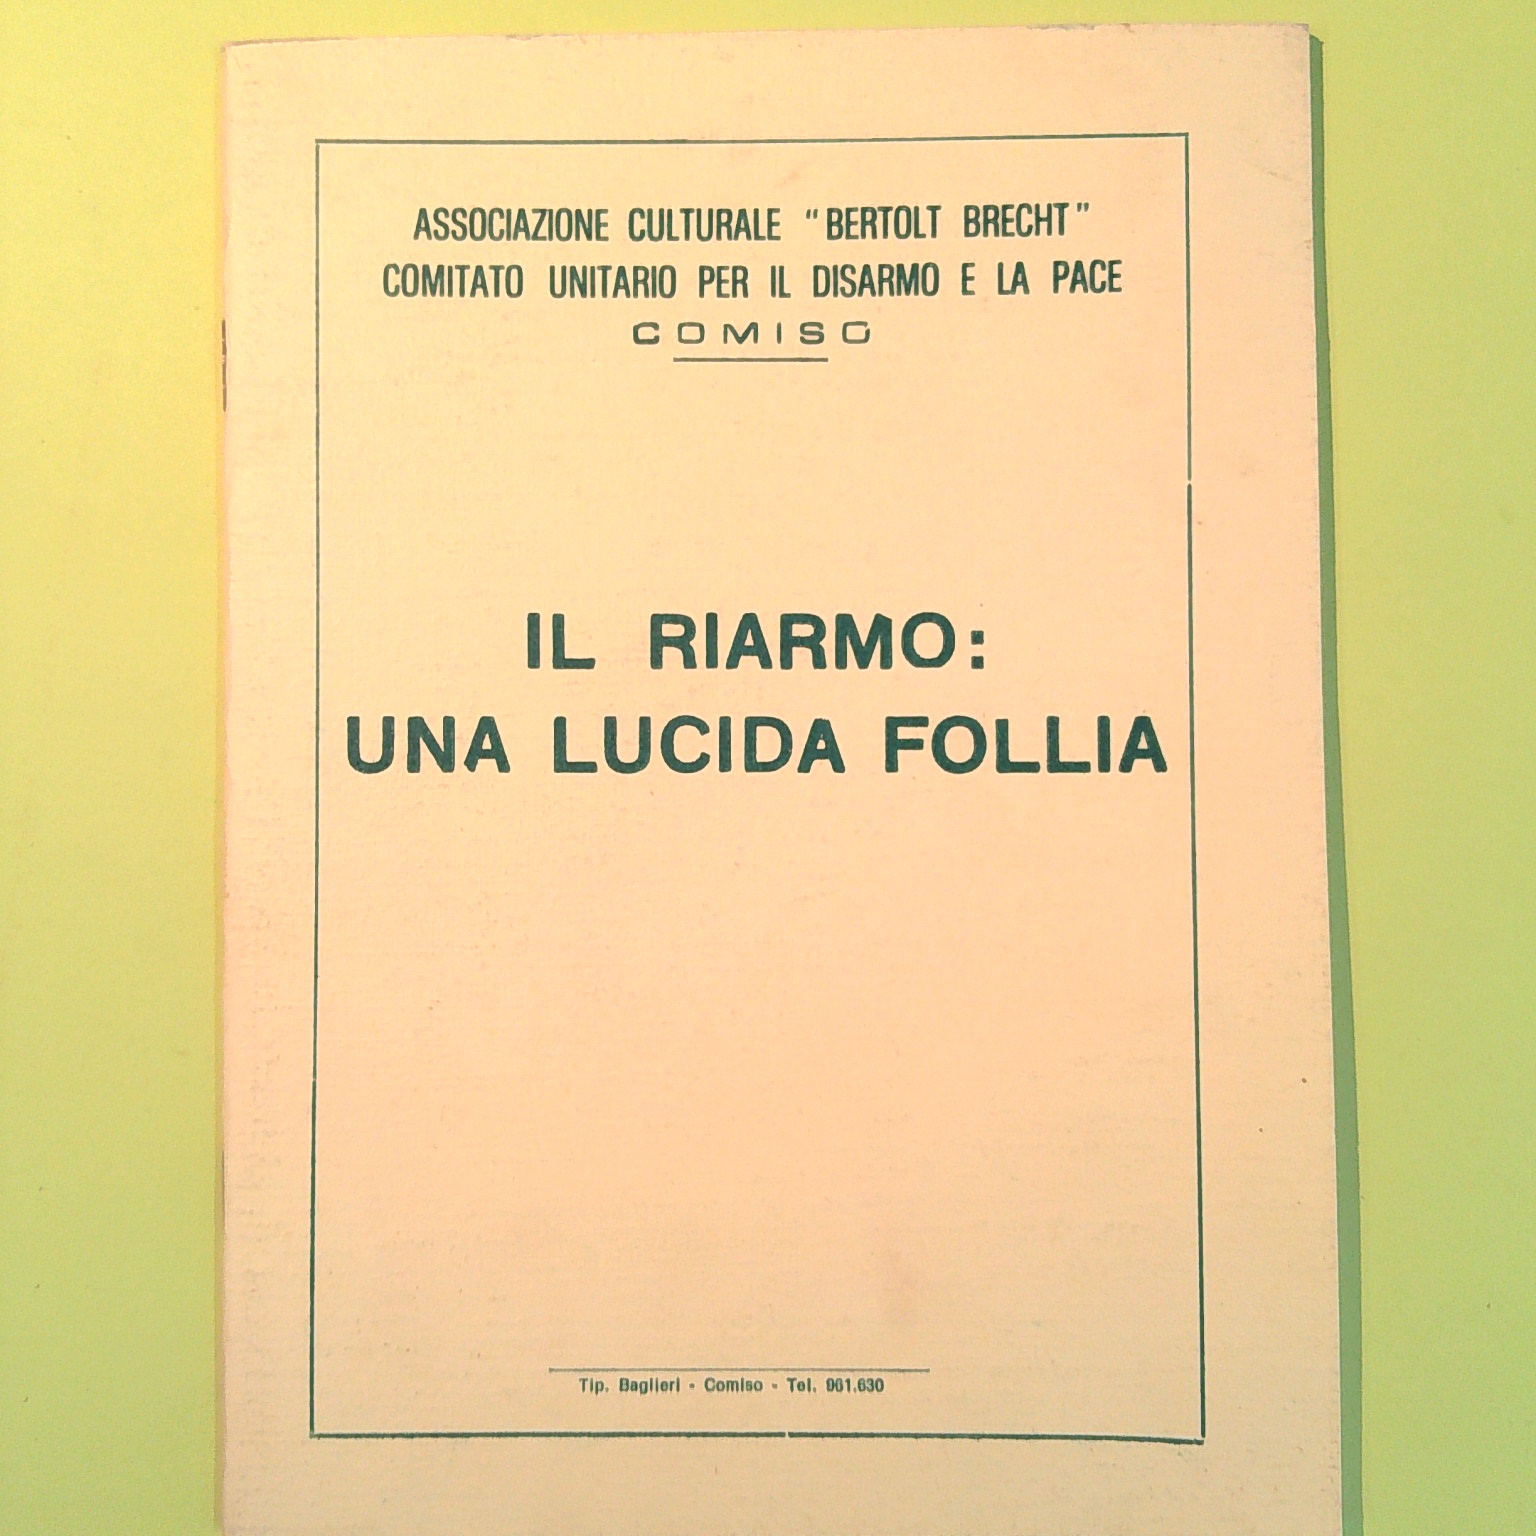 ASSOCIAZIONE CULTURALE "BERTOLT BRECHT"
COMITATO UNITARIO PER IL DISARMO E LA PACE
COMISO
IL RIARMO:
UNA LUCIDA FOLLIA
Tip. Baglieri - Comiso - Tel. 961.630